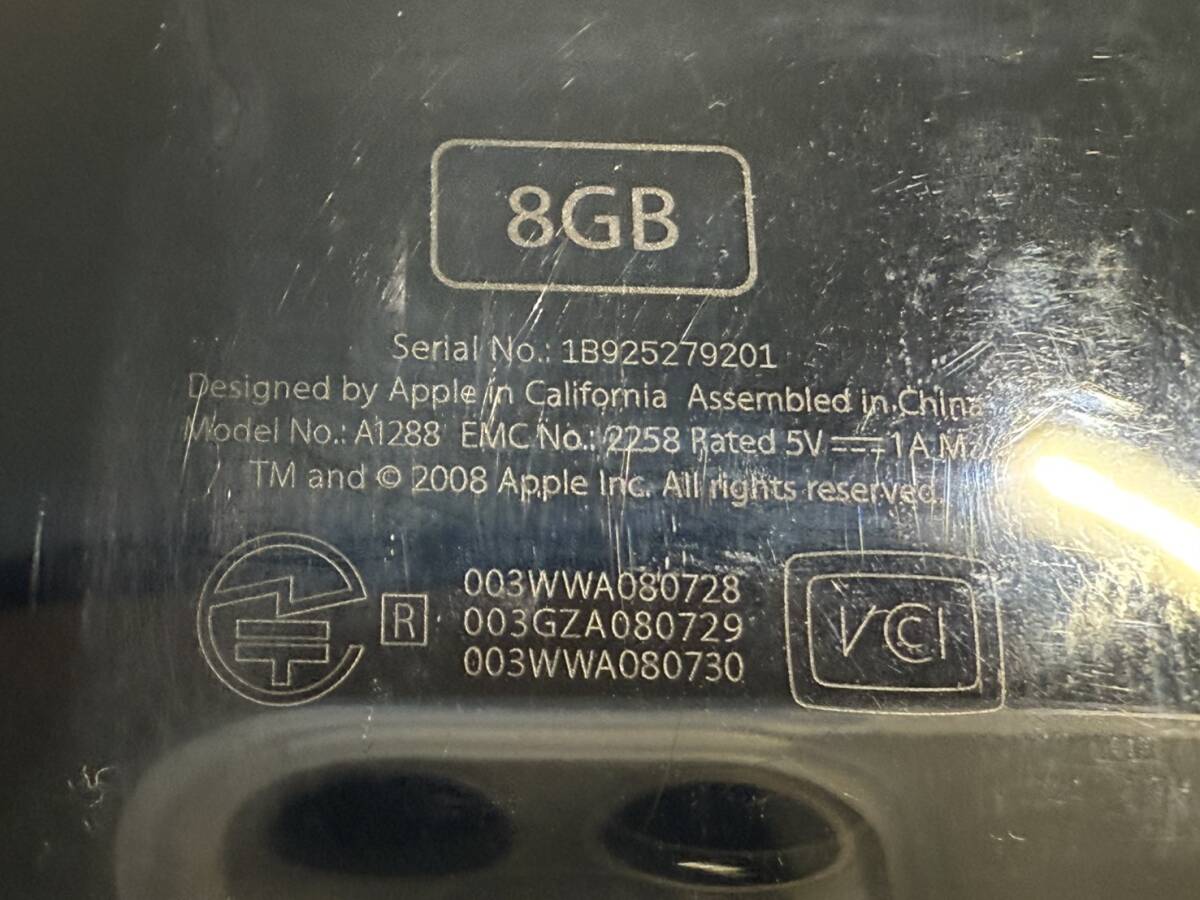 8GB
Serial No.: 1B925279201
Designed by Apple in California Assembled in China
Model No.: A1288 EMC No.: 2258 Rated 5V⎓1A M
TM and © 2008 Apple Inc. All rights reserved.
R 003WWA080728
003GZA080729
003WWA080730
VCCI